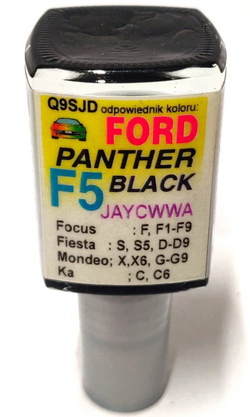 Q9SJD odpowiednik koloru:
FORD
PANTHER
F5 BLACK
JAYCWWA
Focus : F, F1-F9
Fiesta : S, S5, D-D9
Mondeo; X,X6, G-G9
Ka ; C, C6